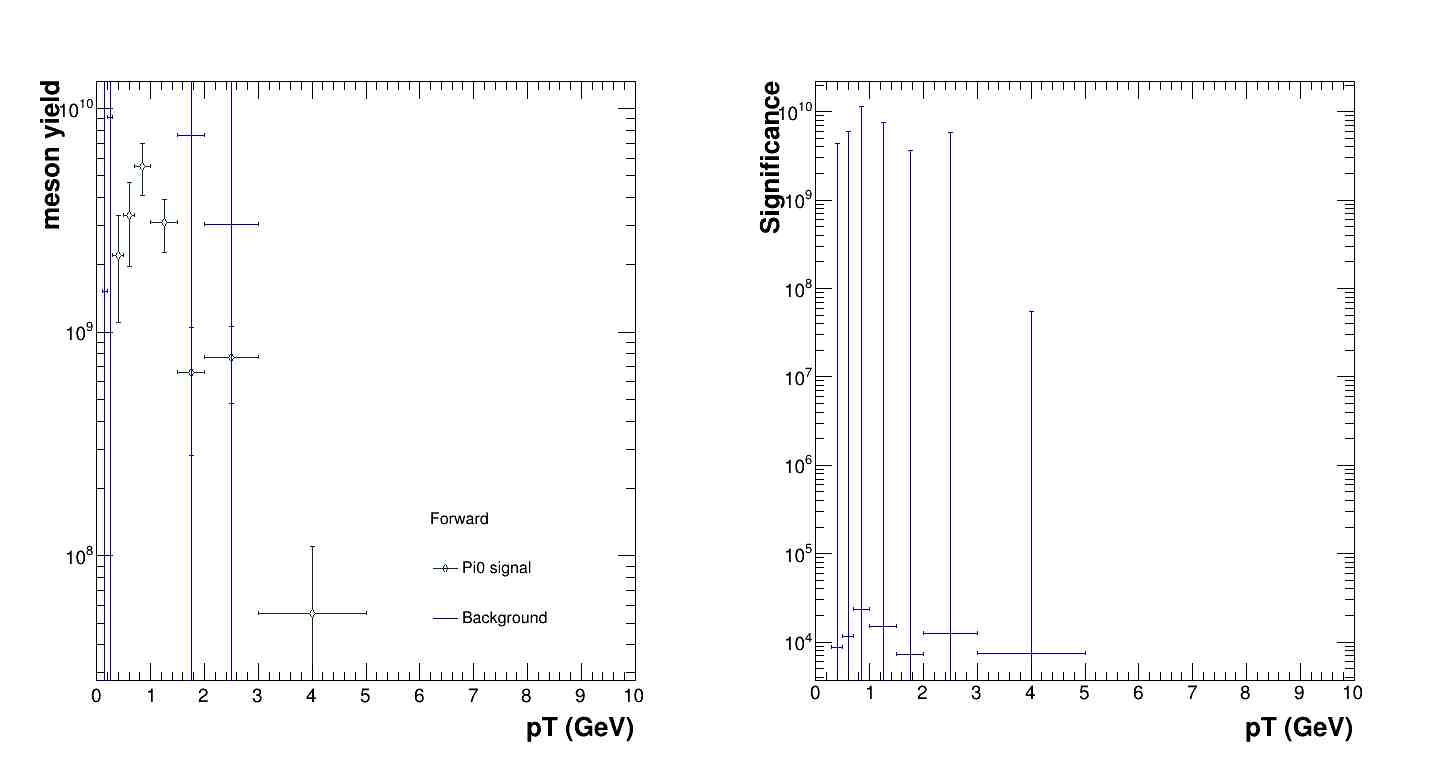 meson yield
10^10
10^9
10^8
Forward
Pi0 signal
Background
0 1 2 3 4 5 6 7 8 9 10
pT (GeV)
Significance
10^10
10^9
10^8
10^7
10^6
10^5
10^4
0 1 2 3 4 5 6 7 8 9 10
pT (GeV)